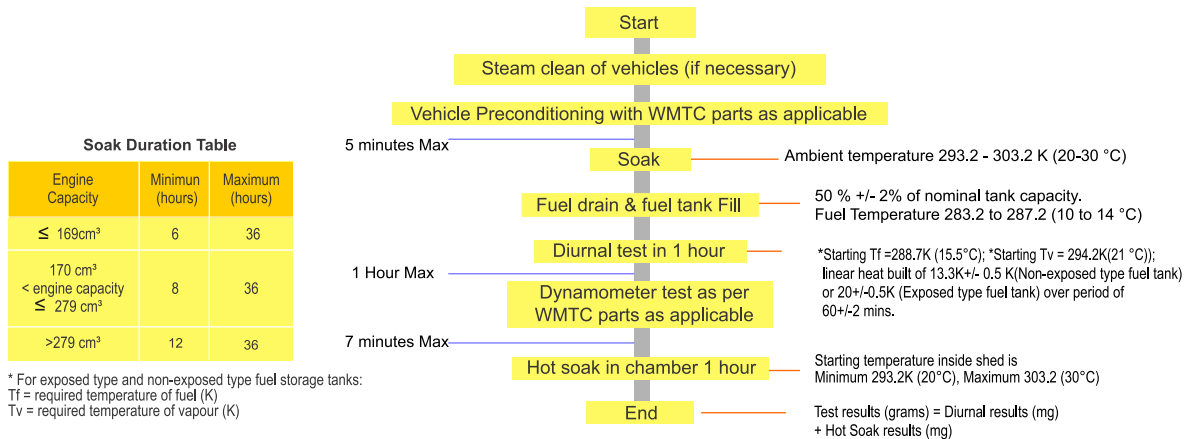 Start
Steam clean of vehicles (if necessary)
Vehicle Preconditioning with WMTC parts as applicable
5 minutes Max
Soak
Ambient temperature 293.2 - 303.2 K (20-30 °C)
Fuel drain & fuel tank Fill
50 % +/- 2% of nominal tank capacity.
Fuel Temperature 283.2 to 287.2 (10 to 14 °C)
Diurnal test in 1 hour
*Starting Tf =288.7K (15.5°C); *Starting Tv = 294.2K(21 °C));
linear heat built of 13.3K+/- 0.5 K(Non-exposed type fuel tank)
or 20+/-0.5K (Exposed type fuel tank) over period of
60+/-2 mins.
1 Hour Max
Dynamometer test as per
WMTC parts as applicable
7 minutes Max
Hot soak in chamber 1 hour
Starting temperature inside shed is
Minimum 293.2K (20°C), Maximum 303.2 (30°C)
End
Test results (grams) = Diurnal results (mg)
+ Hot Soak results (mg)
Soak Duration Table
Engine Capacity Minimun (hours) Maximum (hours)
≤ 169cm³ 6 36
170 cm³
< engine capacity 8 36
≤ 279 cm³
>279 cm³ 12 36
* For exposed type and non-exposed type fuel storage tanks:
Tf = required temperature of fuel (K)
Tv = required temperature of vapour (K)